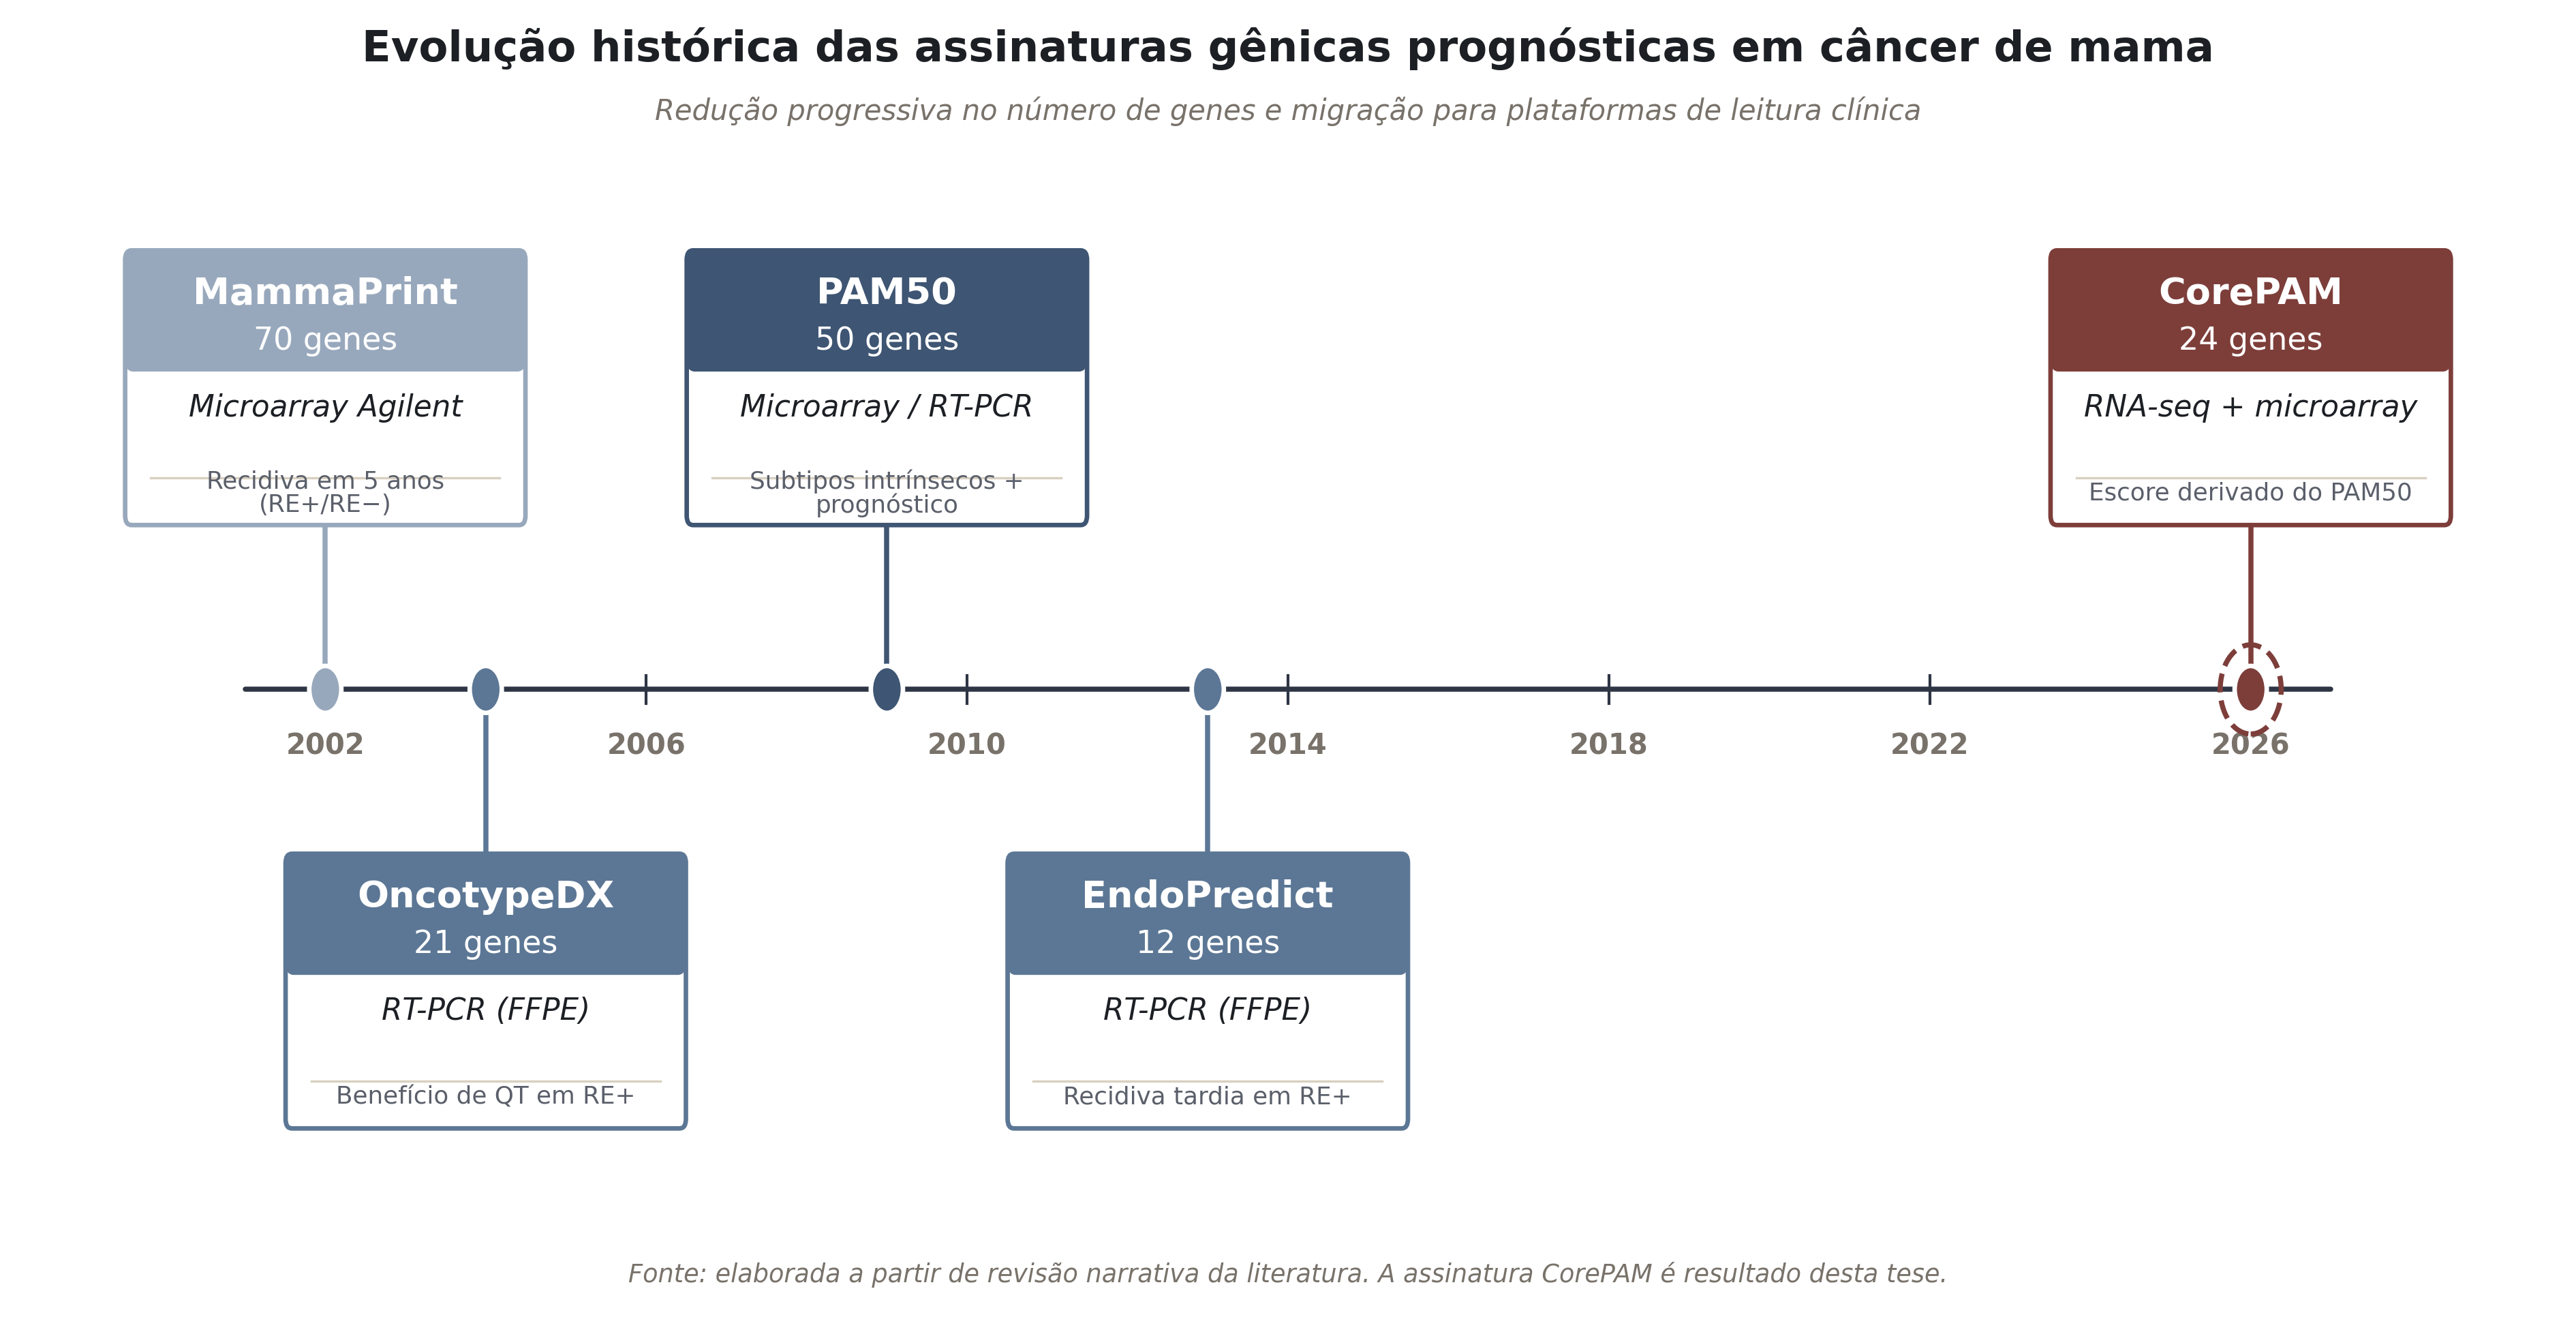 Evolução histórica das assinaturas gênicas prognósticas em câncer de mama
Redução progressiva no número de genes e migração para plataformas de leitura clínica
MammaPrint
70 genes
Microarray Agilent
Recidiva em 5 anos
(RE+/RE−)
PAM50
50 genes
Microarray / RT-PCR
Subtipos intrínsecos +
prognóstico
CorePAM
24 genes
RNA-seq + microarray
Escore derivado do PAM50
2002
2006
2010
2014
2018
2022
2026
OncotypeDX
21 genes
RT-PCR (FFPE)
Benefício de QT em RE+
EndoPredict
12 genes
RT-PCR (FFPE)
Recidiva tardia em RE+
Fonte: elaborada a partir de revisão narrativa da literatura. A assinatura CorePAM é resultado desta tese.